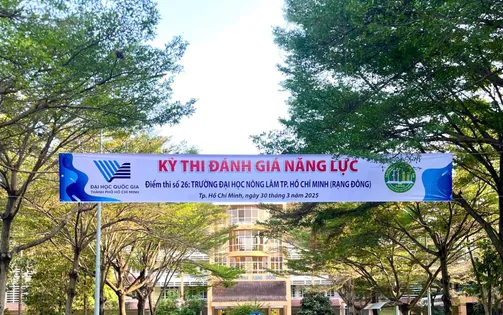 KỲ THI ĐÁNH GIÁ NĂNG LỰC
ĐẠI HỌC QUỐC GIA
THÀNH PHỐ HỒ CHÍ MINH
Điểm thi số 26: TRƯỜNG ĐẠI HỌC NÔNG LÂM TP. HỒ CHÍ MINH (RẠNG ĐÔNG)
Tp. Hồ Chí Minh, ngày 30 tháng 3 năm 2025